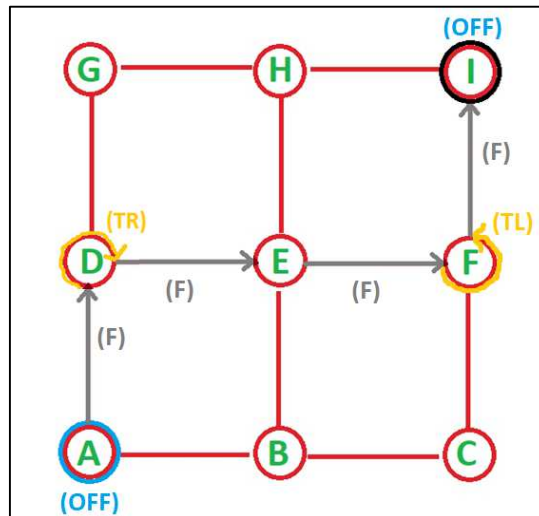 (OFF)
G H I
(F)
(TR) (TL)
D E F
(F) (F)
(F)
A B C
(OFF)